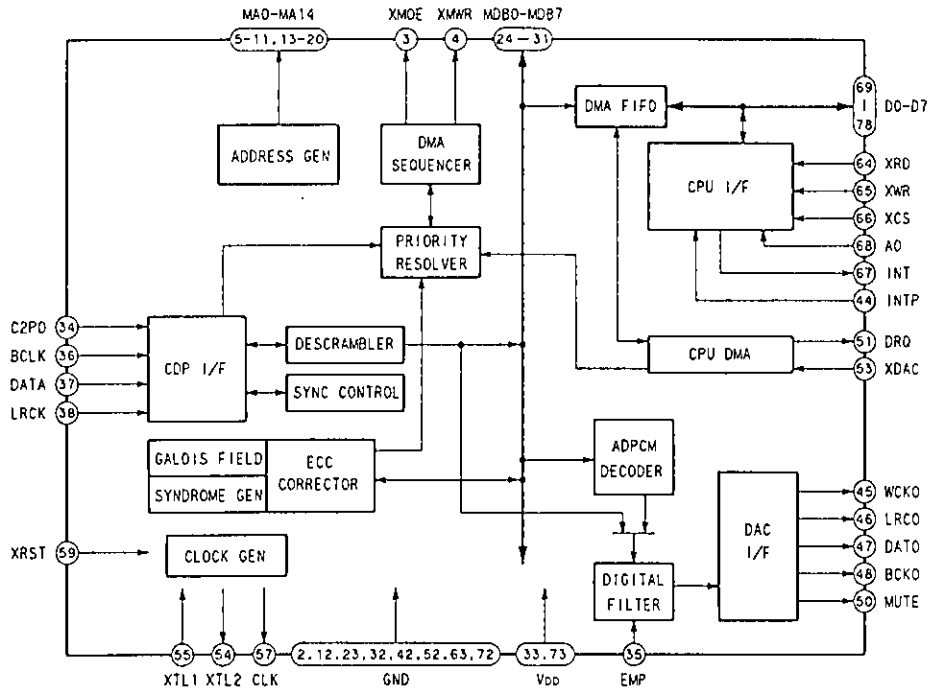 MA0-MA14
XMOE
XMWR
MDB0-MDB7
5-11,13-20
3
4
24-31
DMA FIFO
69
|
78
D0-D7
ADDRESS GEN
DMA
SEQUENCER
CPU I/F
64
XRD
65
XWR
66
XCS
68
A0
67
INT
44
INTP
PRIORITY
RESOLVER
C2PO
34
BCLK
36
DATA
37
LRCK
38
CDP I/F
DESCRAMBLER
SYNC CONTROL
CPU DMA
51
DRQ
53
XDAC
GALOIS FIELD
SYNDROME GEN
ECC
CORRECTOR
ADPCM
DECODER
DAC
I/F
45
WCKO
46
LRCO
47
DATO
48
BCKO
50
MUTE
XRST
59
CLOCK GEN
DIGITAL
FILTER
55
54
57
2,12,23,32,42,52,63,72
33,73
35
XTL1
XTL2
CLK
GND
VDD
EMP